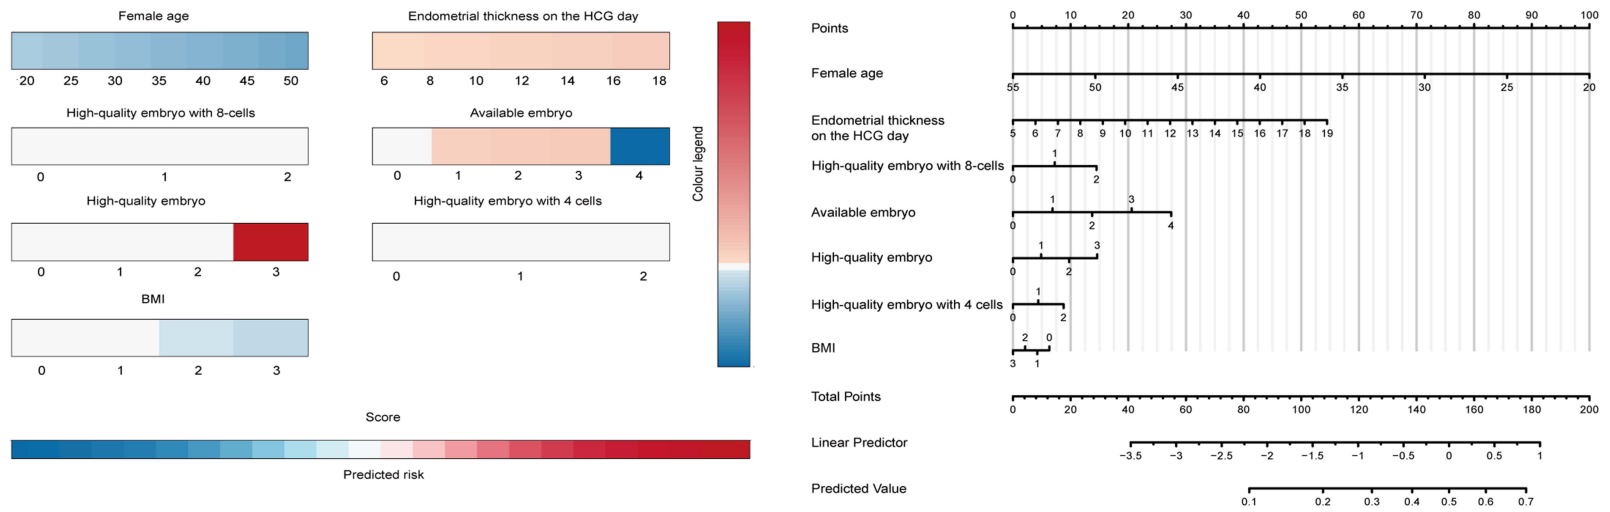 Female age
20 25 30 35 40 45 50
Endometrial thickness on the HCG day
6 8 10 12 14 16 18
High-quality embryo with 8-cells
0 1 2
Available embryo
0 1 2 3 4
High-quality embryo
0 1 2 3
High-quality embryo with 4 cells
0 1 2
BMI
0 1 2 3
Colour legend
Score
Predicted risk
Points
0 10 20 30 40 50 60 70 80 90 100
Female age
55 50 45 40 35 30 25 20
Endometrial thickness
on the HCG day
5 6 7 8 9 10 11 12 13 14 15 16 17 18 19
High-quality embryo with 8-cells
1
0 2
Available embryo
1 3
0 2 4
High-quality embryo
1 3
0 2
High-quality embryo with 4 cells
1
0 2
BMI
2 0
3 1
Total Points
0 20 40 60 80 100 120 140 160 180 200
Linear Predictor
−3.5 −3 −2.5 −2 −1.5 −1 −0.5 0 0.5 1
Predicted Value
0.1 0.2 0.3 0.4 0.5 0.6 0.7